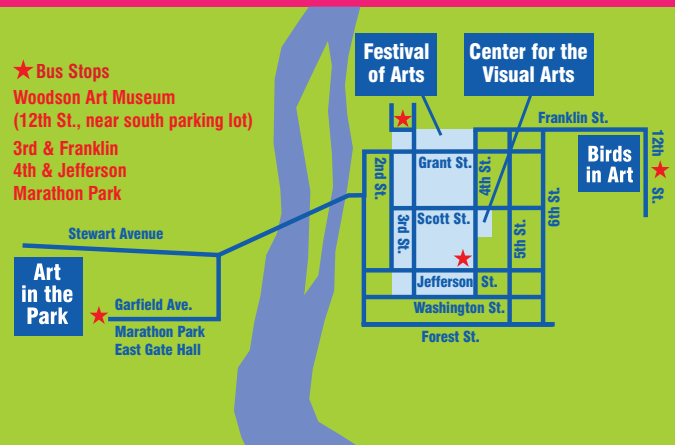 Bus Stops
Woodson Art Museum
(12th St., near south parking lot)
3rd & Franklin
4th & Jefferson
Marathon Park
Festival
of Arts
Center for the
Visual Arts
Franklin St.
12th St.
Birds
in Art
Grant St.
2nd St.
4th St.
6th St.
3rd St.
Scott St.
5th St.
Stewart Avenue
Art
in the
Park
Garfield Ave.
Marathon Park
East Gate Hall
Jefferson St.
Washington St.
Forest St.